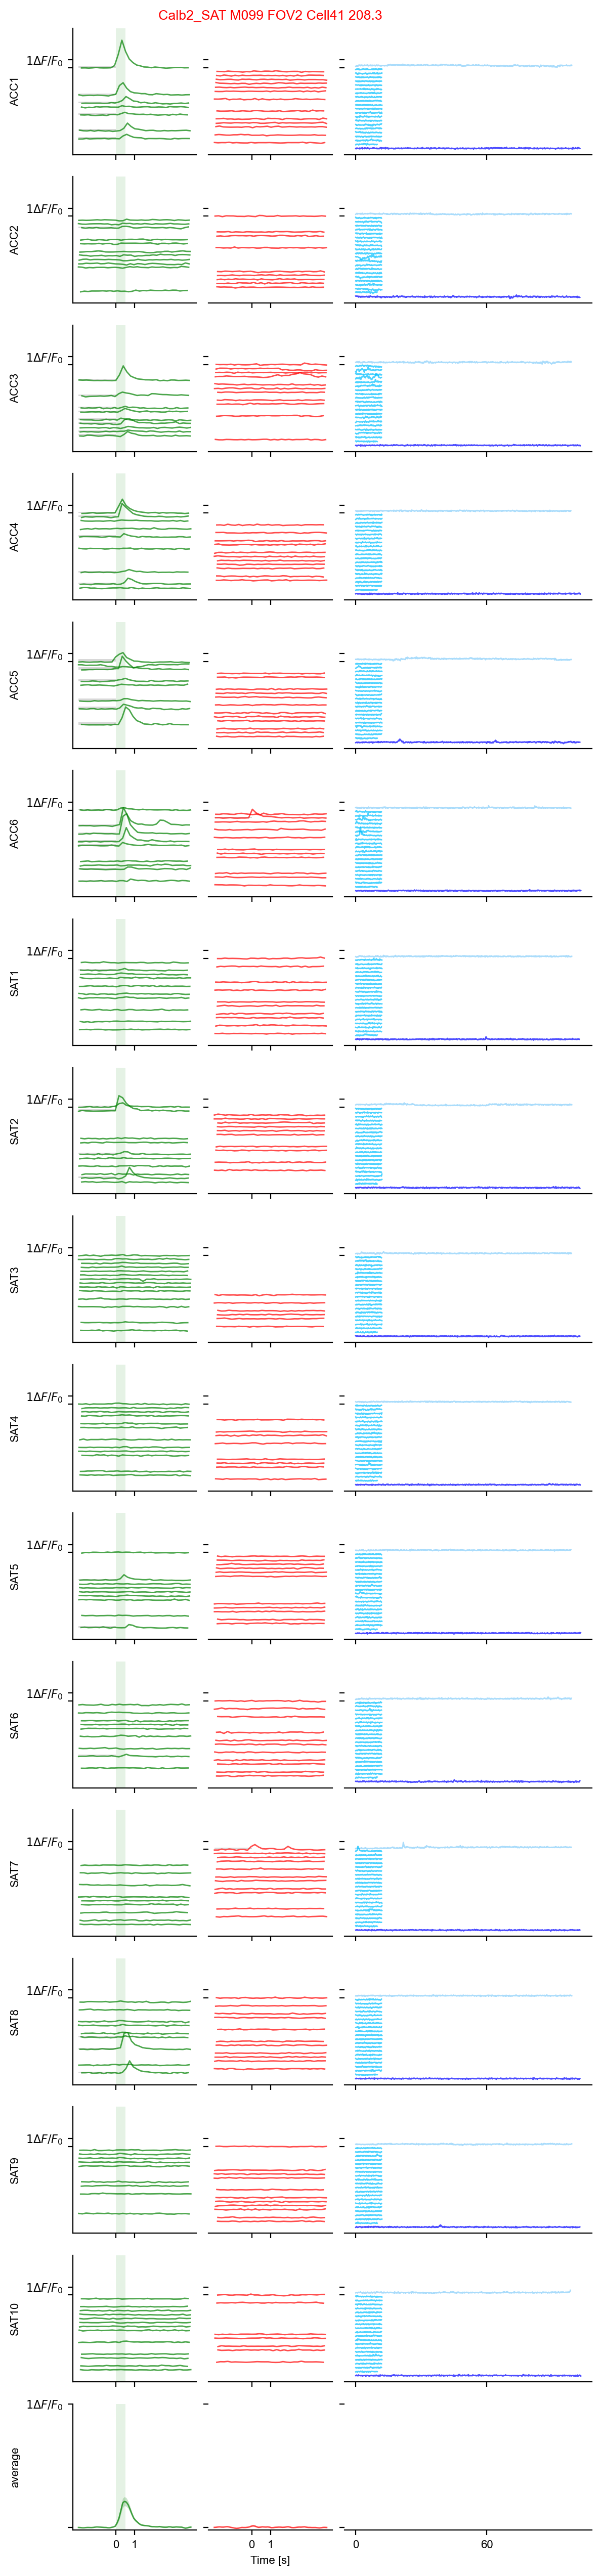 Calb2_SAT M099 FOV2 Cell41 208.3
ACC1
1ΔF/F₀
ACC2
1ΔF/F₀
ACC3
1ΔF/F₀
ACC4
1ΔF/F₀
ACC5
1ΔF/F₀
ACC6
1ΔF/F₀
SAT1
1ΔF/F₀
SAT2
1ΔF/F₀
SAT3
1ΔF/F₀
SAT4
1ΔF/F₀
SAT5
1ΔF/F₀
SAT6
1ΔF/F₀
SAT7
1ΔF/F₀
SAT8
1ΔF/F₀
SAT9
1ΔF/F₀
SAT10
1ΔF/F₀
average
1ΔF/F₀
0 1 0 1 0 60
Time [s]